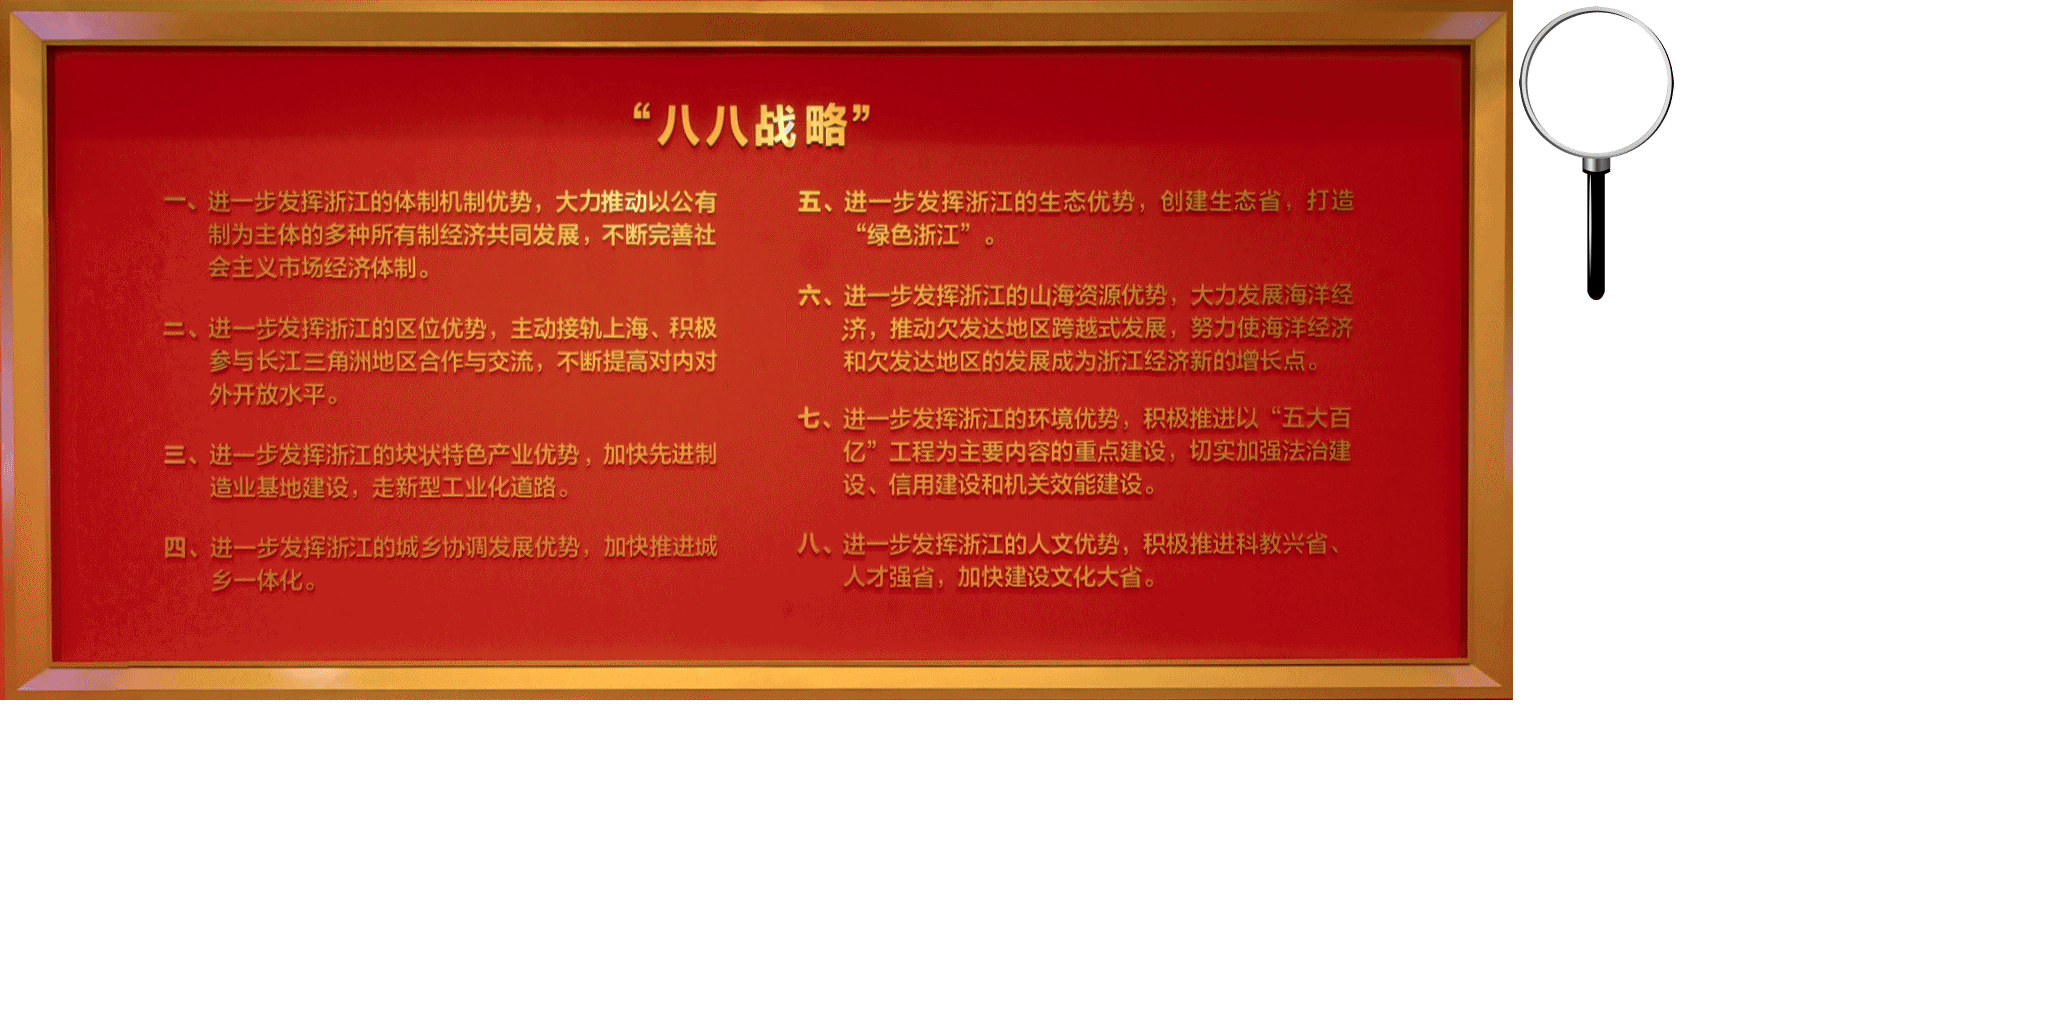 “八八战略”
一、进一步发挥浙江的体制机制优势，大力推动以公有
制为主体的多种所有制经济共同发展，不断完善社
会主义市场经济体制。
二、进一步发挥浙江的区位优势，主动接轨上海、积极
参与长江三角洲地区合作与交流，不断提高对内对
外开放水平。
三、进一步发挥浙江的块状特色产业优势，加快先进制
造业基地建设，走新型工业化道路。
四、进一步发挥浙江的城乡协调发展优势，加快推进城
乡一体化。
五、进一步发挥浙江的生态优势，创建生态省，打造
“绿色浙江”。
六、进一步发挥浙江的山海资源优势，大力发展海洋经
济，推动欠发达地区跨越式发展，努力使海洋经济
和欠发达地区的发展成为浙江经济新的增长点。
七、进一步发挥浙江的环境优势，积极推进以“五大百
亿”工程为主要内容的重点建设，切实加强法治建
设、信用建设和机关效能建设。
八、进一步发挥浙江的人文优势，积极推进科教兴省、
人才强省，加快建设文化大省。